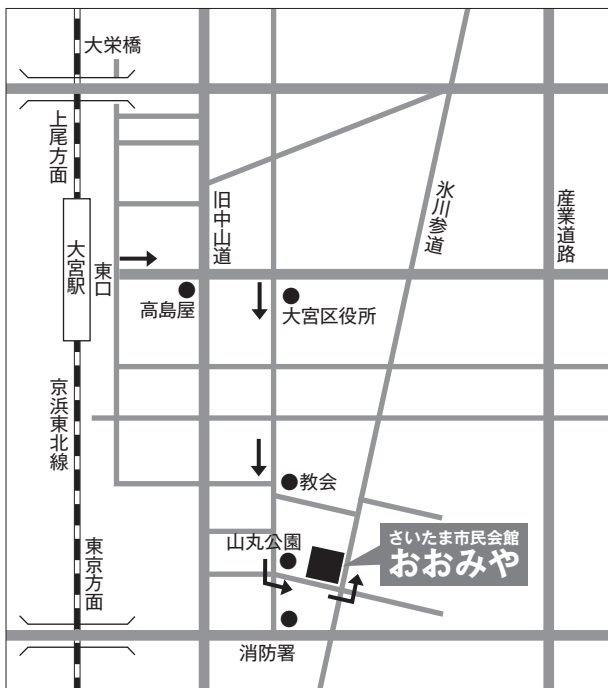 大栄橋
上尾方面
大宮駅
東口
旧中山道
氷川参道
産業道路
高島屋
大宮区役所
京浜東北線
教会
山丸公園
さいたま市民会館
おおみや
東京方面
消防署